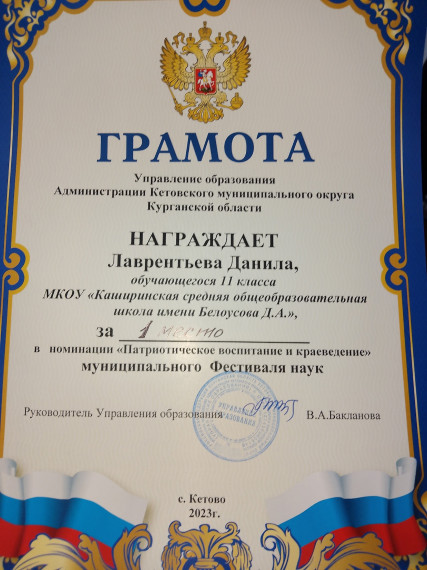 ГРАМОТА
Управление образования
Администрации Кетовского муниципального округа
Курганской области
НАГРАЖДАЕТ
Лаврентьева Данила,
обучающегося 11 класса
МКОУ «Каширинская средняя общеобразовательная
школа имени Белоусова Д.А.»,
за 1 место
в номинации «Патриотическое воспитание и краеведение»
муниципального Фестиваля наук
УПРАВЛЕНИЕ
ОБРАЗОВАНИЯ
Руководитель Управления образования В.А.Бакланова
с. Кетово
2023г.